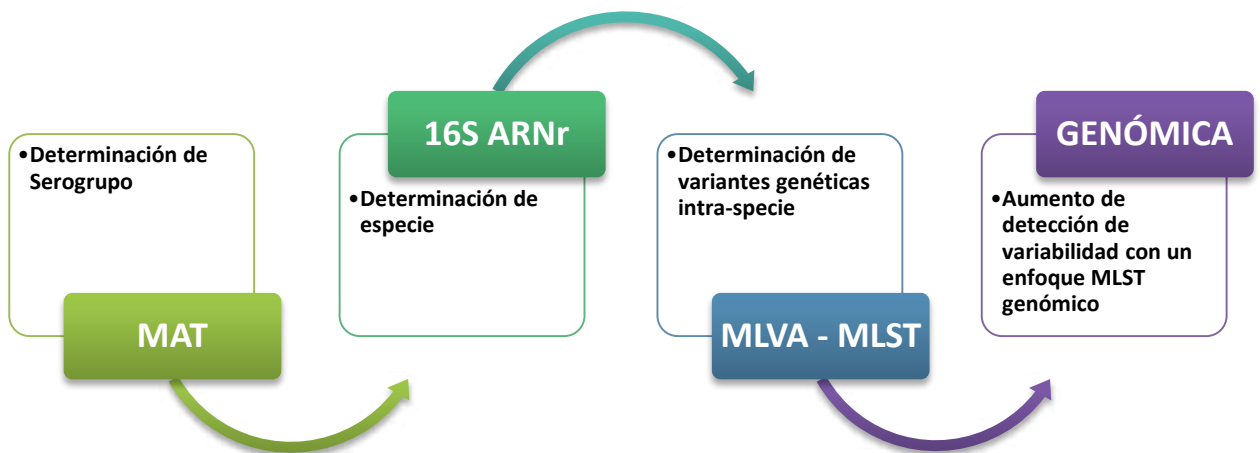 •Determinación de
Serogrupo
MAT
16S ARNr
•Determinación de
especie
•Determinación de
variantes genéticas
intra-specie
MLVA - MLST
GENÓMICA
•Aumento de
detección de
variabilidad con un
enfoque MLST
genómico